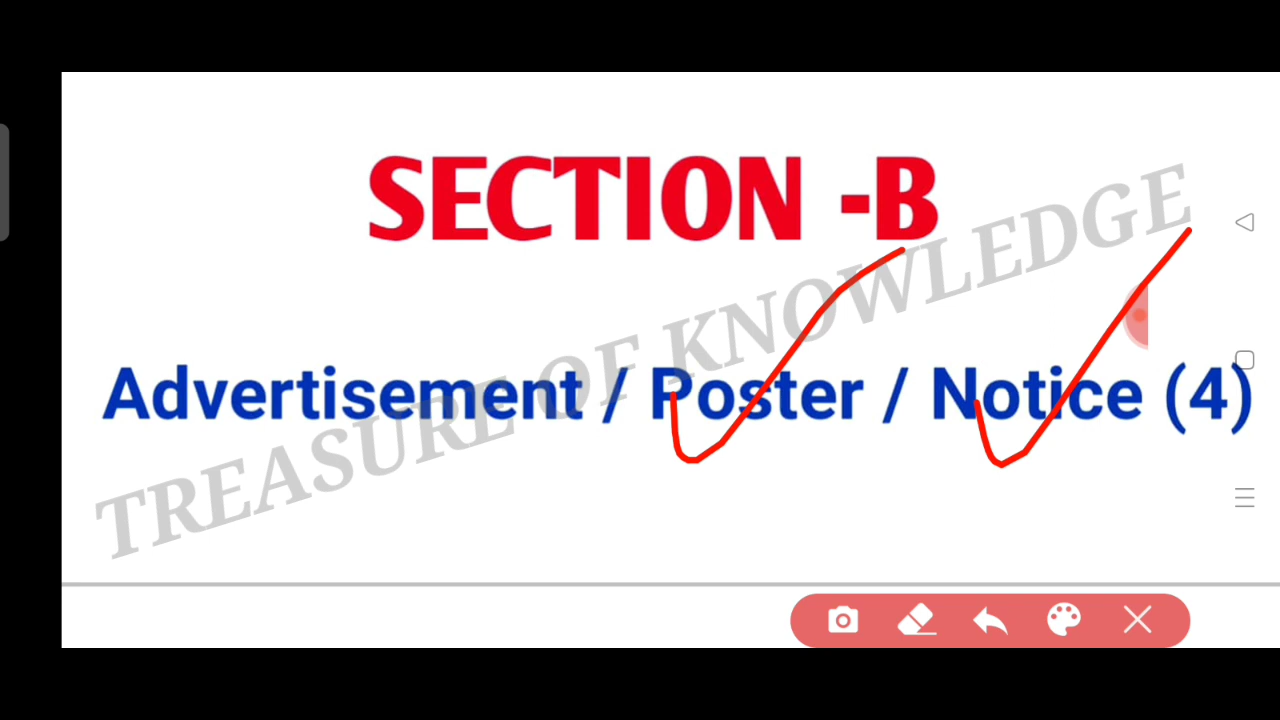 SECTION -B
TREASURE OF KNOWLEDGE
Advertisement / Poster / Notice (4)